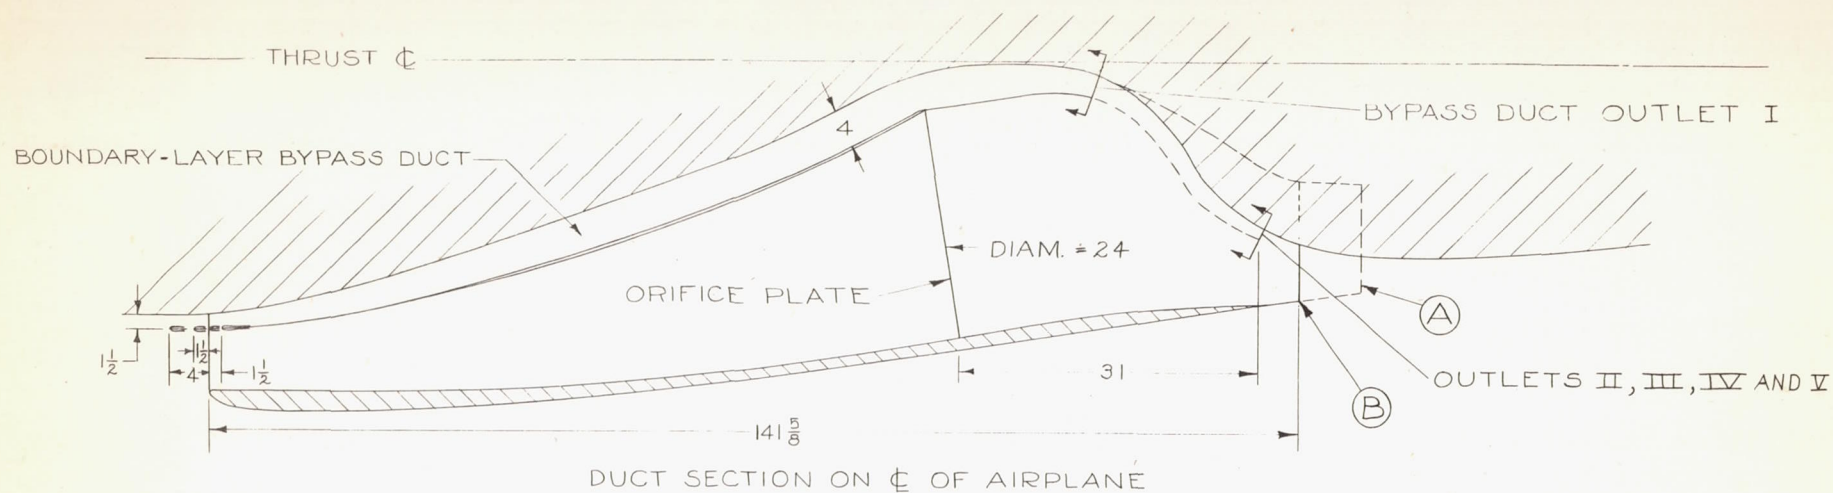 THRUST ℄
BYPASS DUCT OUTLET I
4
BOUNDARY-LAYER BYPASS DUCT
DIAM. = 24
ORIFICE PLATE
A
1½
1½
4
1½
31
OUTLETS II, III, IV AND V
B
141⅝
DUCT SECTION ON ℄ OF AIRPLANE